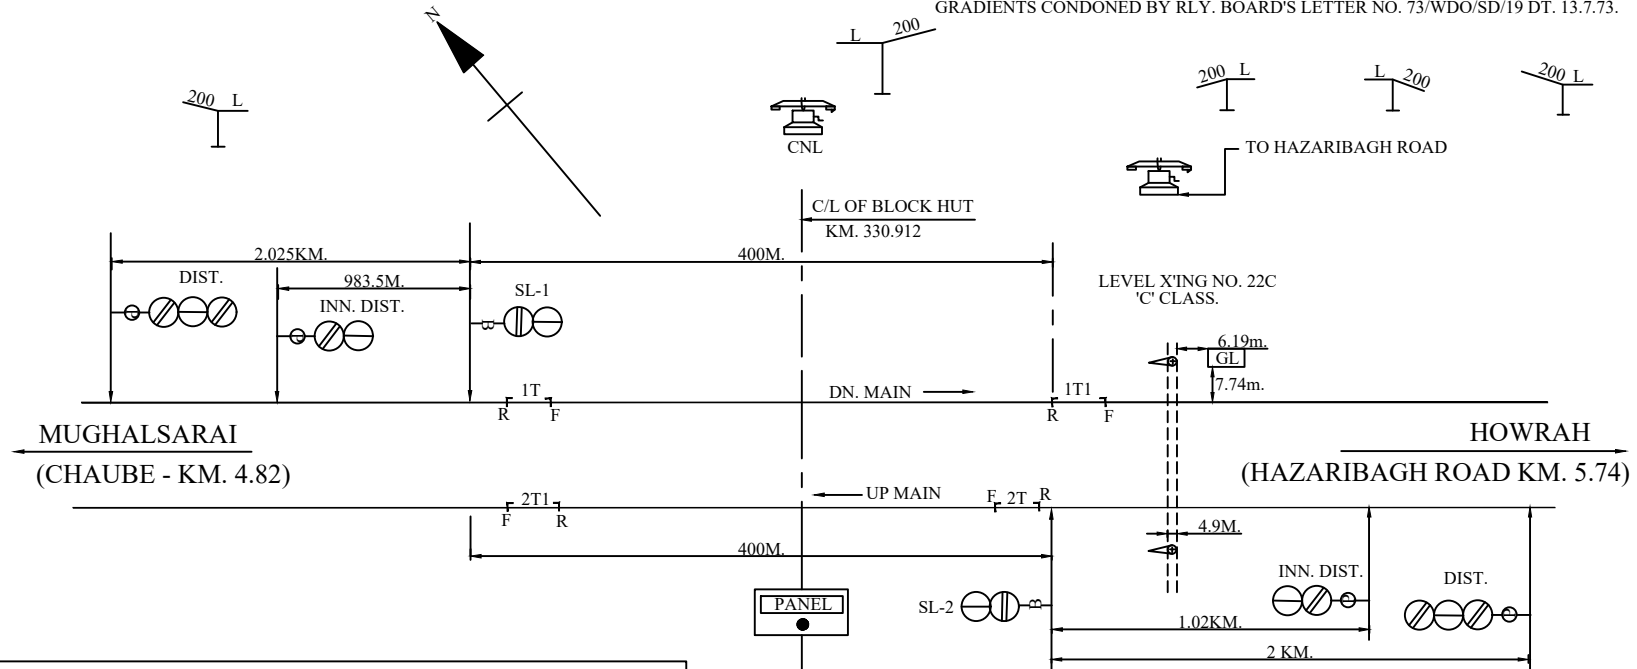 GRADIENTS CONDONED BY RLY. BOARD'S LETTER NO. 73/WDO/SD/19 DT. 13.7.73.
N
L 200
200 L
200 L
L 200
200 L
CNL
TO HAZARIBAGH ROAD
C/L OF BLOCK HUT
KM. 330.912
2.025KM.
400M.
DIST.
983.5M.
INN. DIST.
SL-1
B
LEVEL X'ING NO. 22C
'C' CLASS.
6.19m.
GL
7.74m.
1T
R F
DN. MAIN
1T1
R F
MUGHALSARAI
(CHAUBE - KM. 4.82)
HOWRAH
(HAZARIBAGH ROAD KM. 5.74)
2T1
F R
UP MAIN
F 2T R
4.9M.
400M.
INN. DIST.
DIST.
PANEL
SL-2
B
1.02KM.
2 KM.